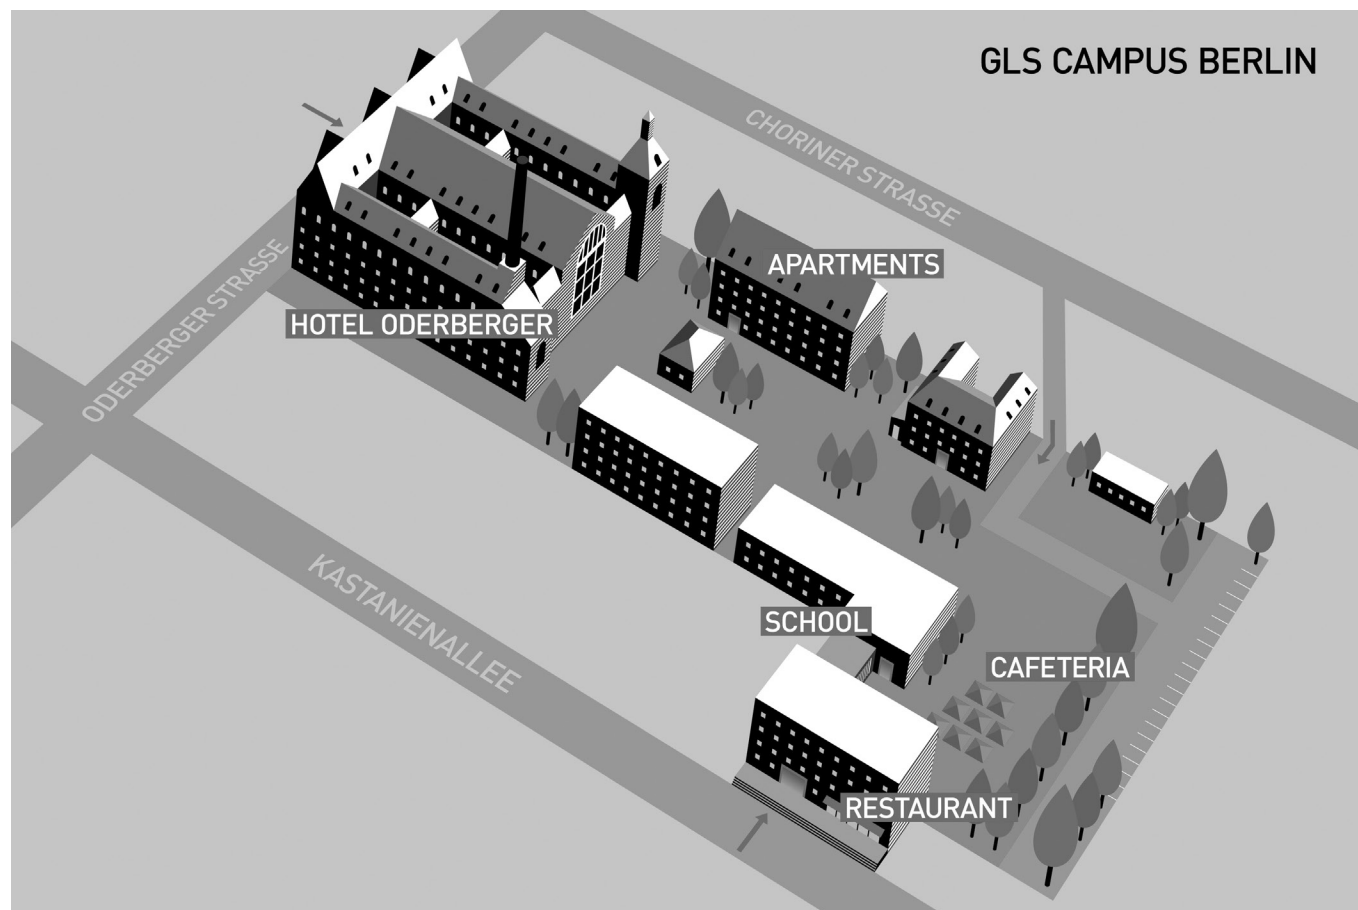 GLS CAMPUS BERLIN
CHORINER STRASSE
APARTMENTS
HOTEL ODERBERGER
ODERBERGER STRASSE
KASTANIENALLEE
SCHOOL
CAFETERIA
RESTAURANT